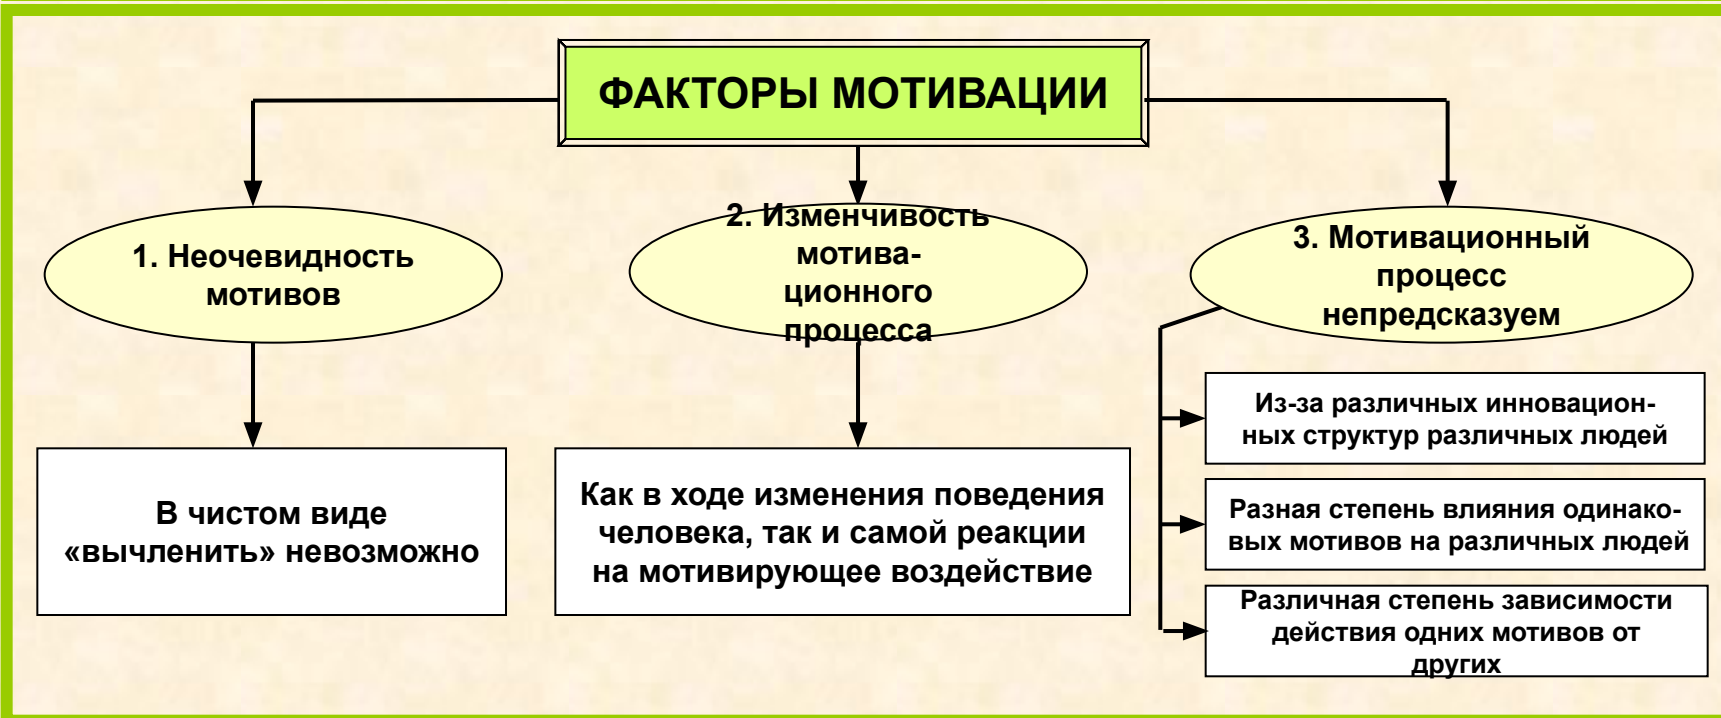 ФАКТОРЫ МОТИВАЦИИ
1. Неочевидность
мотивов
2. Изменчивость
мотива-
ционного
процесса
3. Мотивационный
процесс
непредсказуем
В чистом виде
«вычленить» невозможно
Как в ходе изменения поведения
человека, так и самой реакции
на мотивирующее воздействие
Из-за различных инновацион-
ных структур различных людей
Разная степень влияния одинако-
вых мотивов на различных людей
Различная степень зависимости
действия одних мотивов от
других